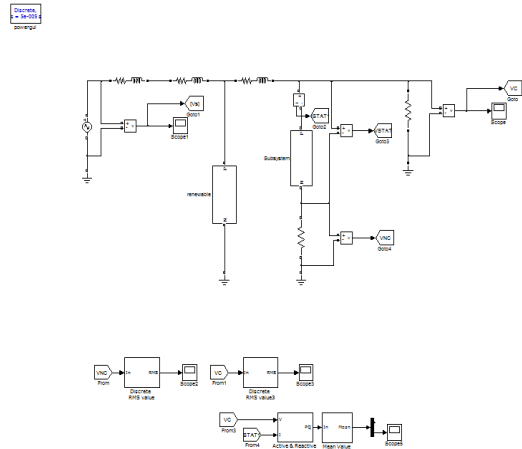 Discrete,
s = 5e-005 s
powergui
[Vs]
Goto1
Scope1
STAT
Goto2
VSTAT
Goto3
VC
Goto
Scope
Subsystem
renewable
VNC
Goto4
VNC
From
In RMS
Discrete
RMS value
Scope2
VC
From1
In RMS
Discrete
RMS value3
Scope3
VC
From3
STAT
From4
V
I
PQ
Active & Reactive
In Mean
Mean Value
Scope5